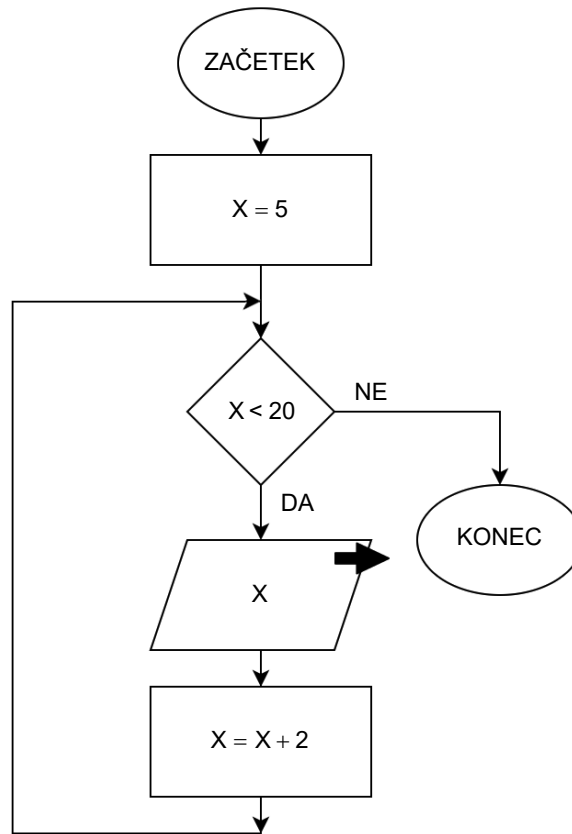 ZAČETEK
X = 5
X < 20
NE
DA
KONEC
X
X = X + 2